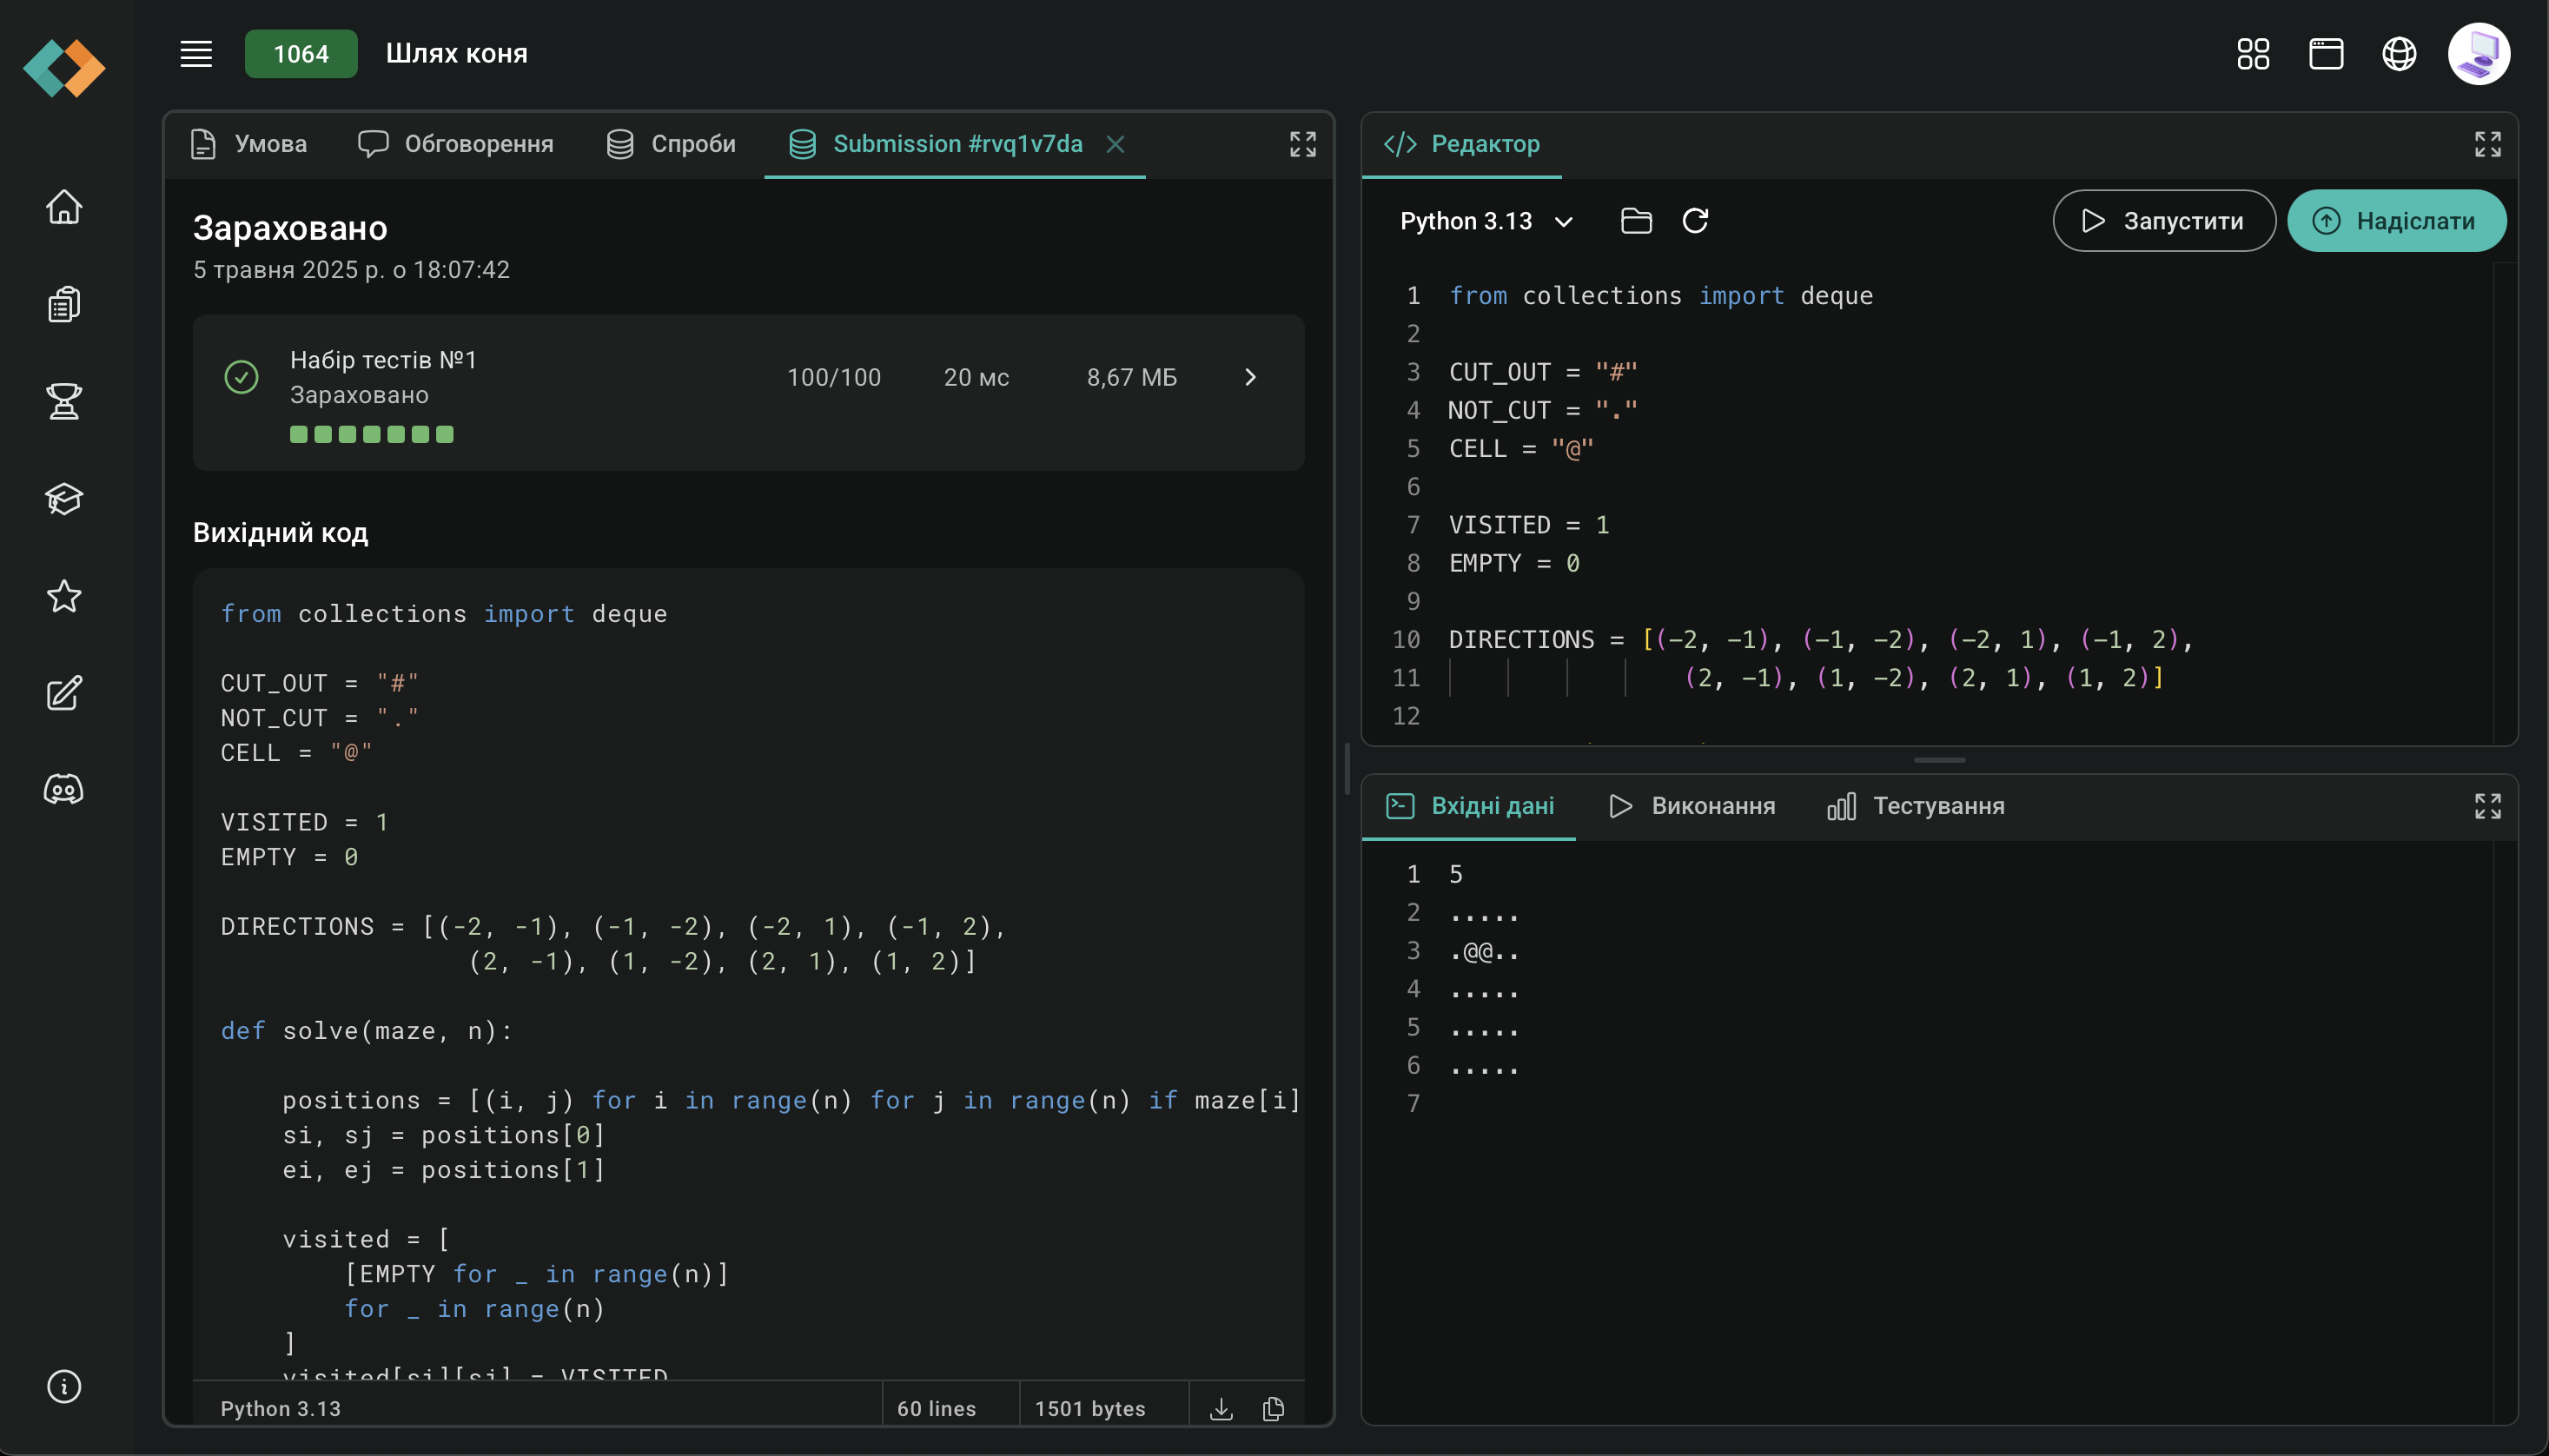 1064 Шлях коня
Умова Обговорення Спроби Submission #rvq1v7da
Зараховано
5 травня 2025 р. о 18:07:42
Набір тестів №1
Зараховано
100/100 20 мс 8,67 МБ
Вихідний код
from collections import deque
CUT_OUT = "#"
NOT_CUT = "."
CELL = "@"
VISITED = 1
EMPTY = 0
DIRECTIONS = [(-2, -1), (-1, -2), (-2, 1), (-1, 2),
(2, -1), (1, -2), (2, 1), (1, 2)]
def solve(maze, n):
positions = [(i, j) for i in range(n) for j in range(n) if maze[i]
si, sj = positions[0]
ei, ej = positions[1]
visited = [
[EMPTY for _ in range(n)]
for _ in range(n)
]
visited[si][sj] = VISITED
Python 3.13 60 lines 1501 bytes
Редактор
Python 3.13 Запустити Надіслати
1 from collections import deque
2
3 CUT_OUT = "#"
4 NOT_CUT = "."
5 CELL = "@"
6
7 VISITED = 1
8 EMPTY = 0
9
10 DIRECTIONS = [(-2, -1), (-1, -2), (-2, 1), (-1, 2),
11 (2, -1), (1, -2), (2, 1), (1, 2)]
12
Вхідні дані Виконання Тестування
1 5
2 .....
3 .@@..
4 .....
5 .....
6 .....
7